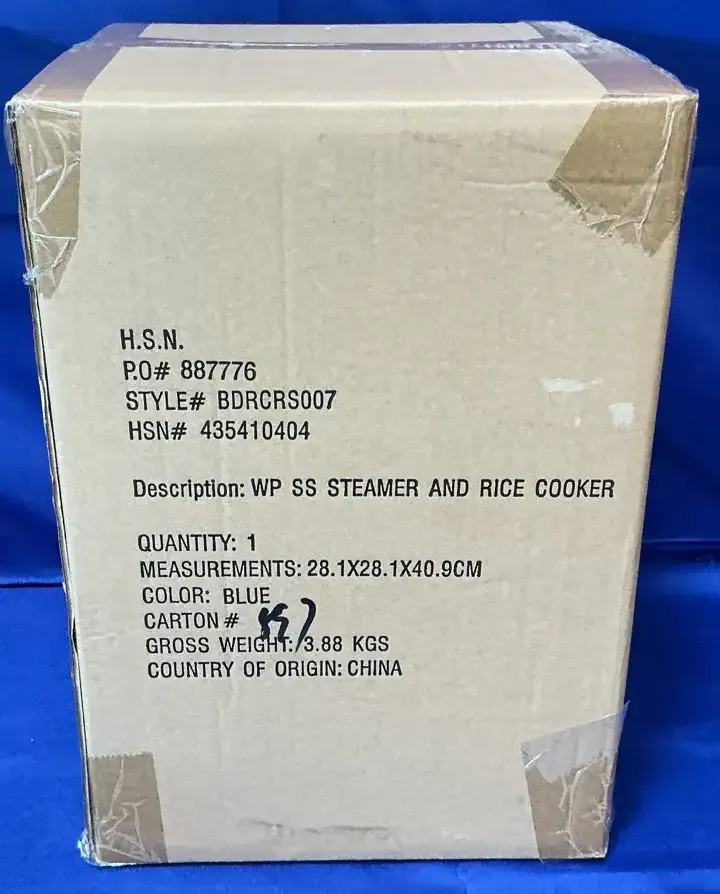 H.S.N.
P.O# 887776
STYLE# BDRCRS007
HSN# 435410404
Description: WP SS STEAMER AND RICE COOKER
QUANTITY: 1
MEASUREMENTS: 28.1X28.1X40.9CM
COLOR: BLUE
CARTON #
GROSS WEIGHT: 3.88 KGS
COUNTRY OF ORIGIN: CHINA